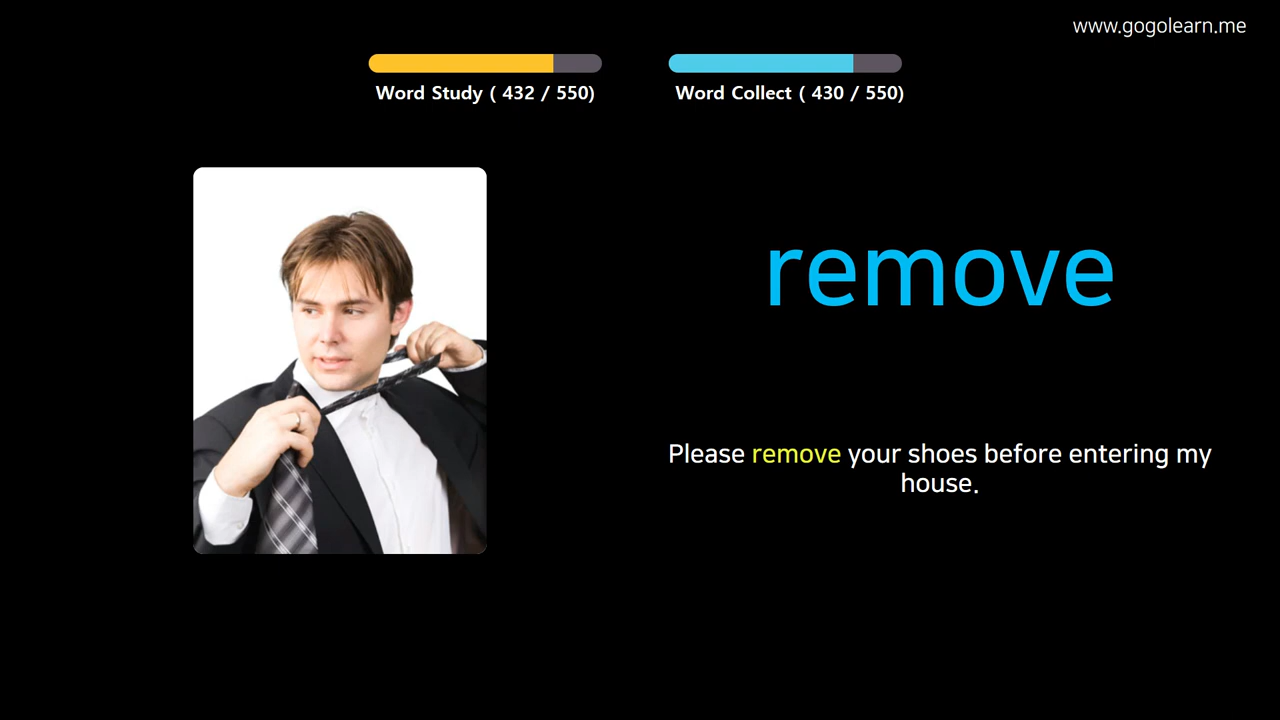 www.gogolearn.me
Word Study ( 432 / 550)
Word Collect ( 430 / 550)
remove
Please remove your shoes before entering my
house.